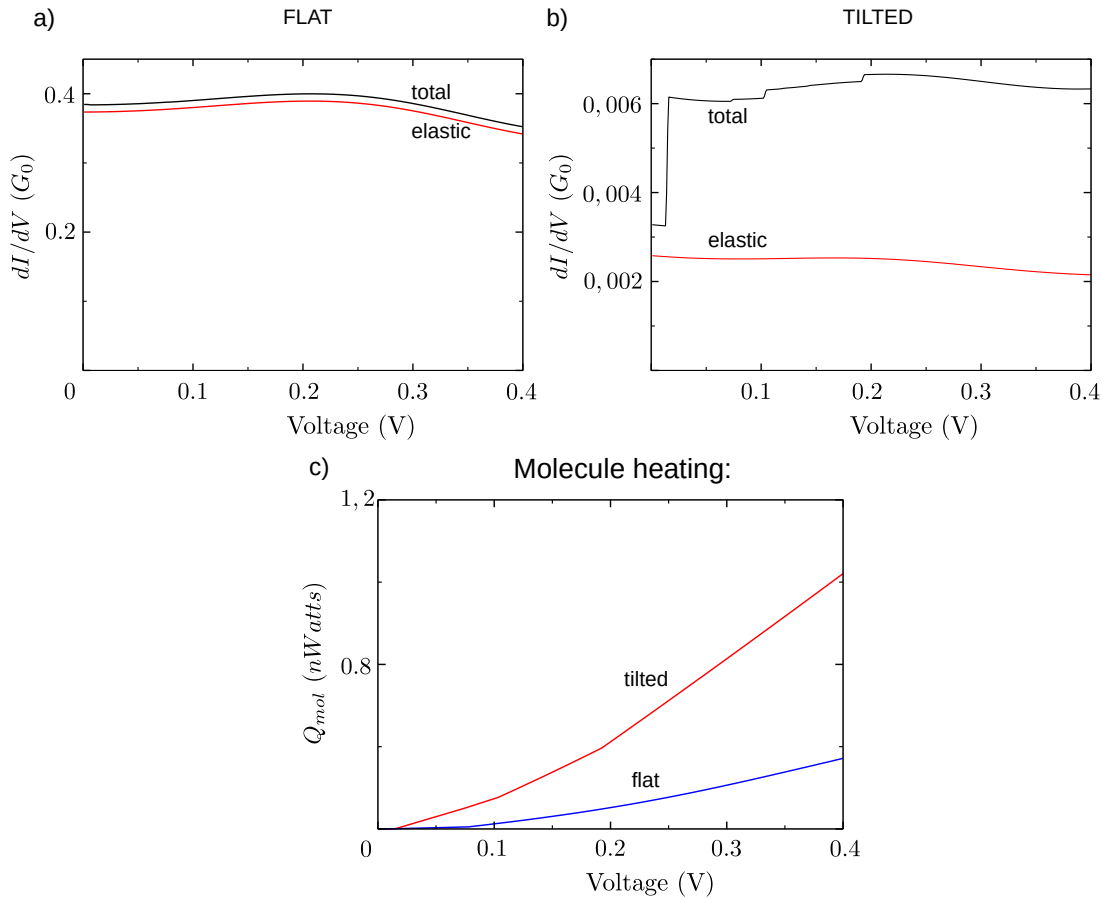 a)
FLAT
0.4
0.2
0
0.1
0.2
0.3
0.4
total
elastic
dI/dV (G₀)
Voltage (V)
b)
TILTED
0,006
0,004
0,002
0.1
0.2
0.3
0.4
total
elastic
dI/dV (G₀)
Voltage (V)
c)
Molecule heating:
1,2
0.8
0
0.1
0.2
0.3
0.4
tilted
flat
Qₘₒₗ (nWatts)
Voltage (V)